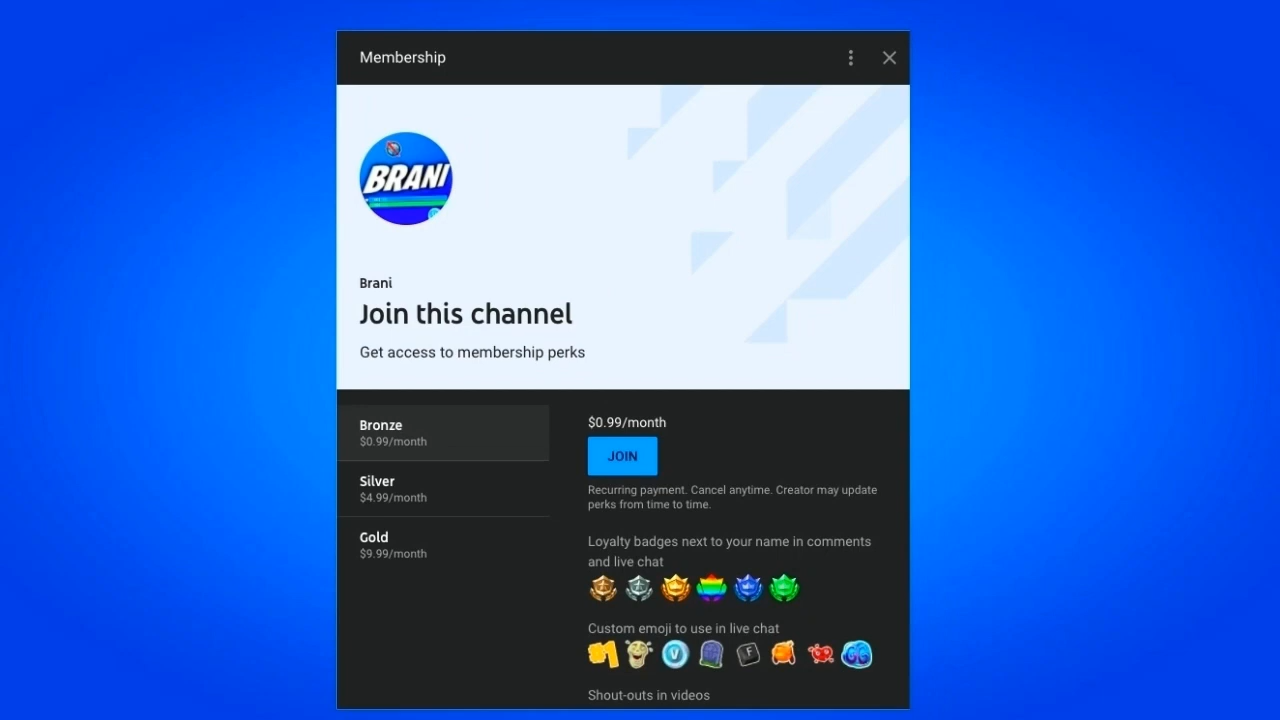 Membership
BRANI
Brani
Join this channel
Get access to membership perks
Bronze
$0.99/month
Silver
$4.99/month
Gold
$9.99/month
$0.99/month
JOIN
Recurring payment. Cancel anytime. Creator may update
perks from time to time.
Loyalty badges next to your name in comments
and live chat
Custom emoji to use in live chat
#1
V
F
GG
Shout-outs in videos